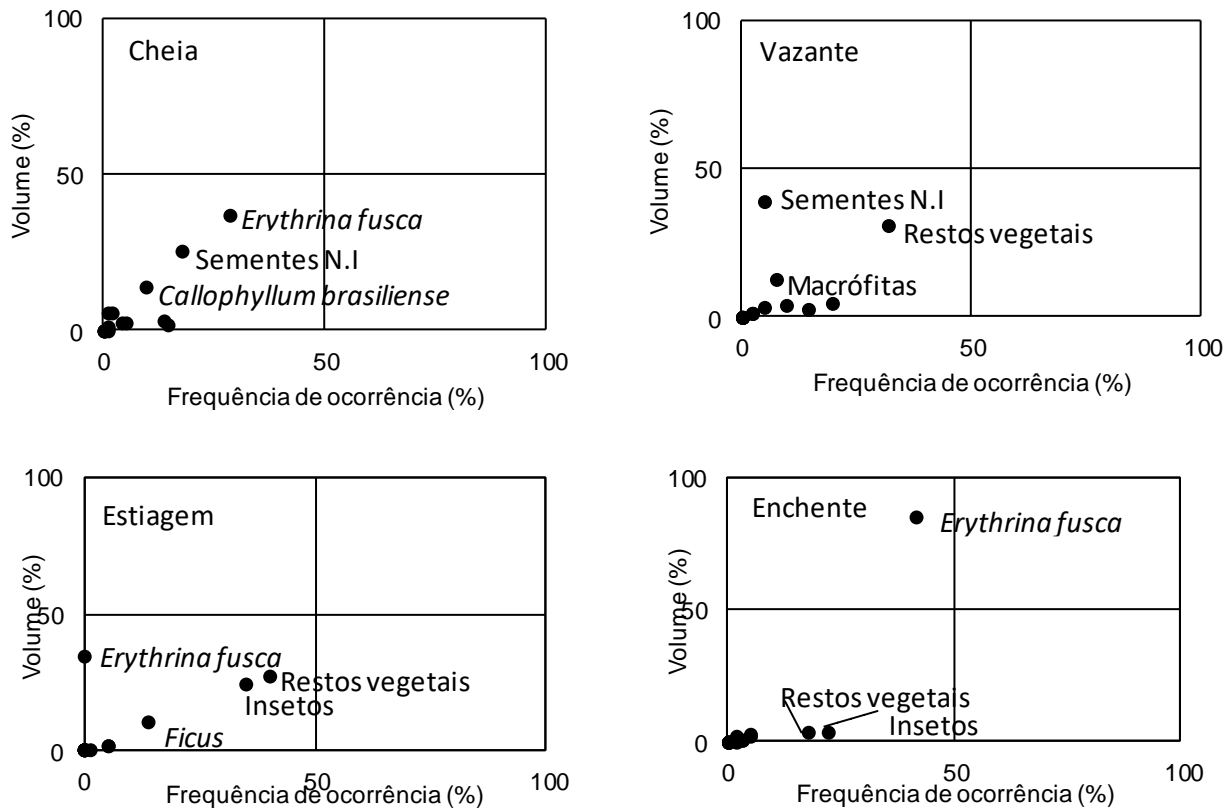 100
Cheia
Volume (%)
50
Erythrina fusca
Sementes N.I
Callophyllum brasiliense
0
0
50
100
Frequência de ocorrência (%)
100
Vazante
Volume (%)
50
Sementes N.I
Restos vegetais
Macrófitas
0
0
50
100
Frequência de ocorrência (%)
100
Estiagem
Volume (%)
50
Erythrina fusca
Restos vegetais
Insetos
Ficus
0
0
50
100
Frequência de ocorrência (%)
100
Enchente
Erythrina fusca
Volume (%)
50
Restos vegetais
Insetos
0
0
50
100
Frequência de ocorrência (%)